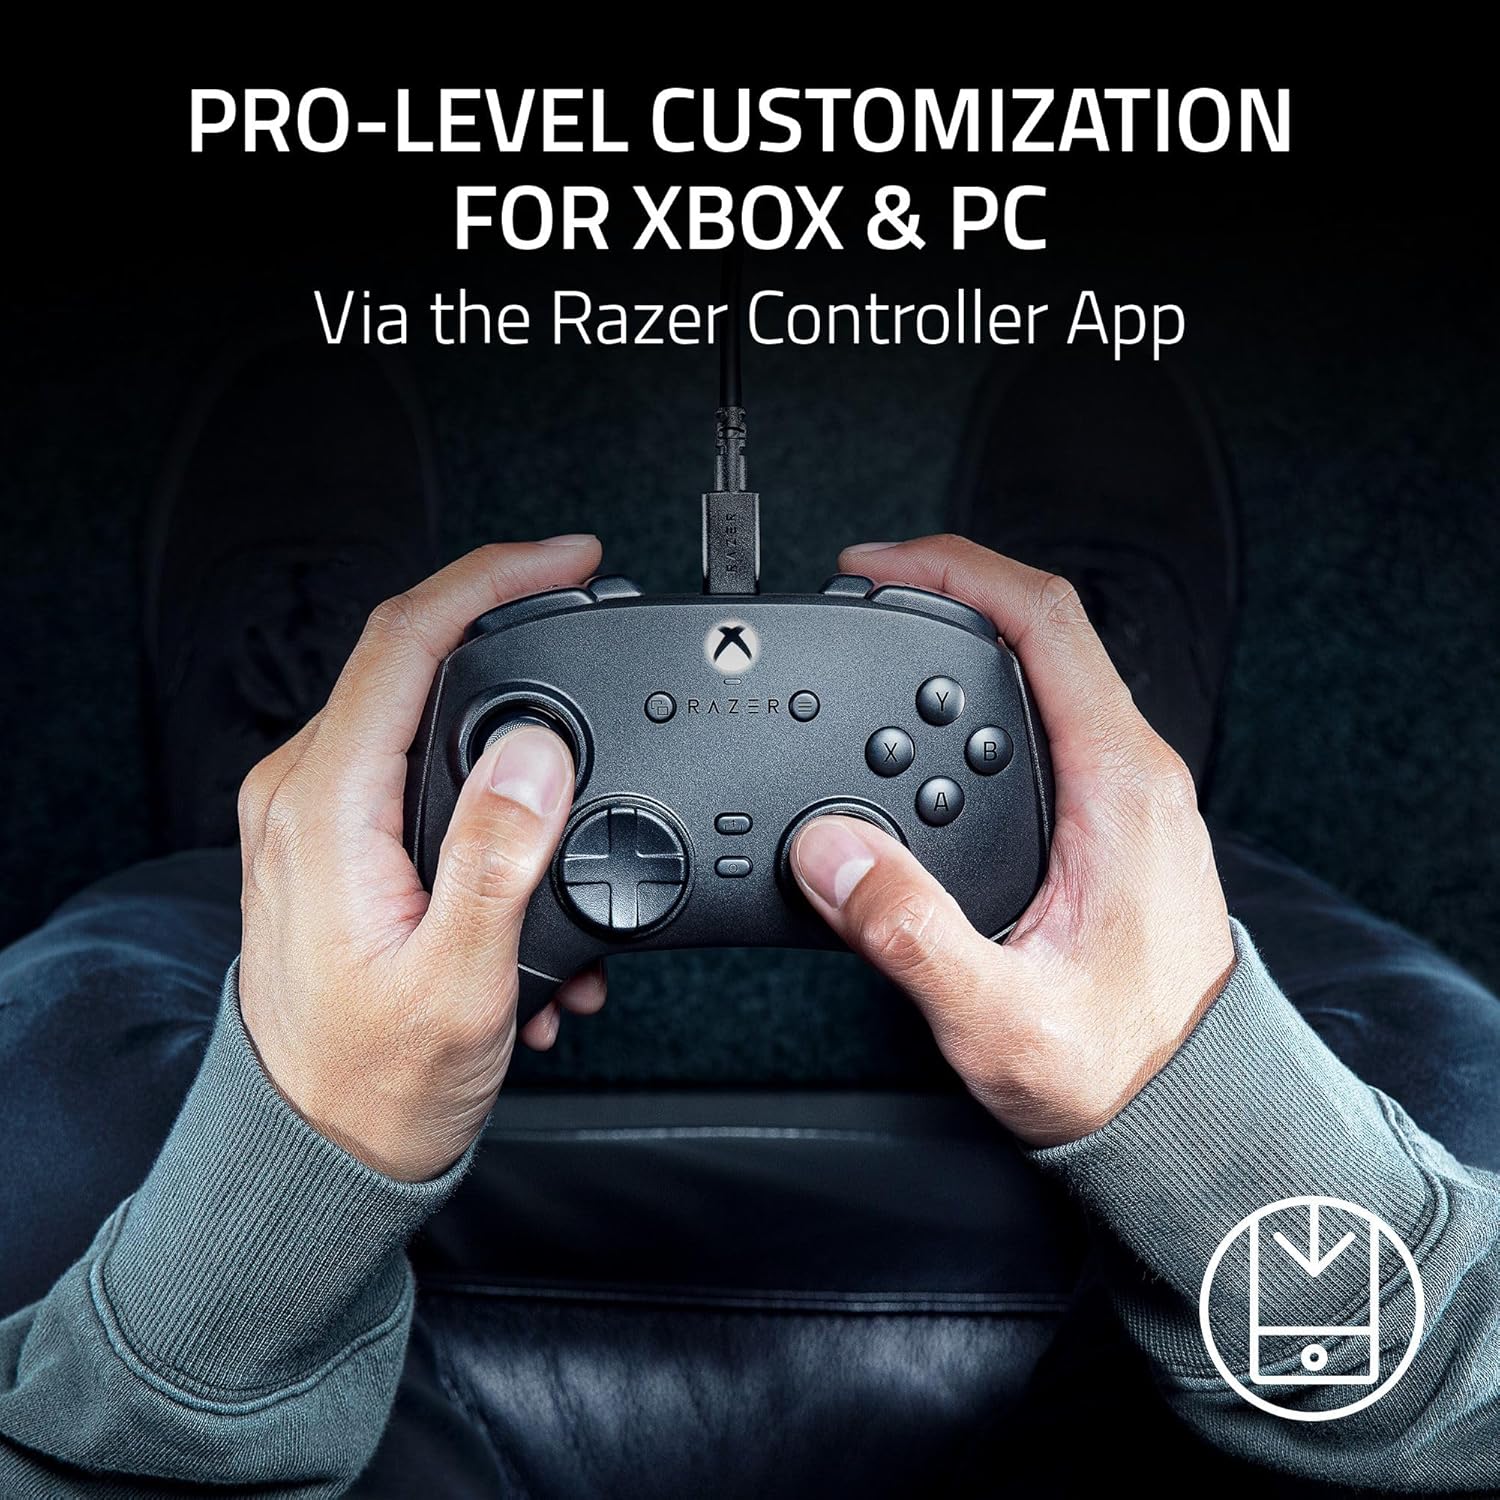 PRO-LEVEL CUSTOMIZATION
FOR XBOX & PC
Via the Razer Controller App
RAZER
RAZER
Y
X
B
A